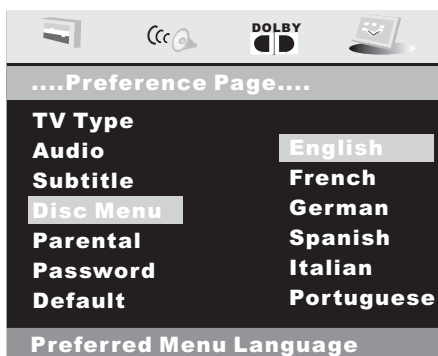 DOLBY
....Preference Page....
TV Type
Audio English
Subtitle French
Disc Menu German
Parental Spanish
Password Italian
Default Portuguese
Preferred Menu Language